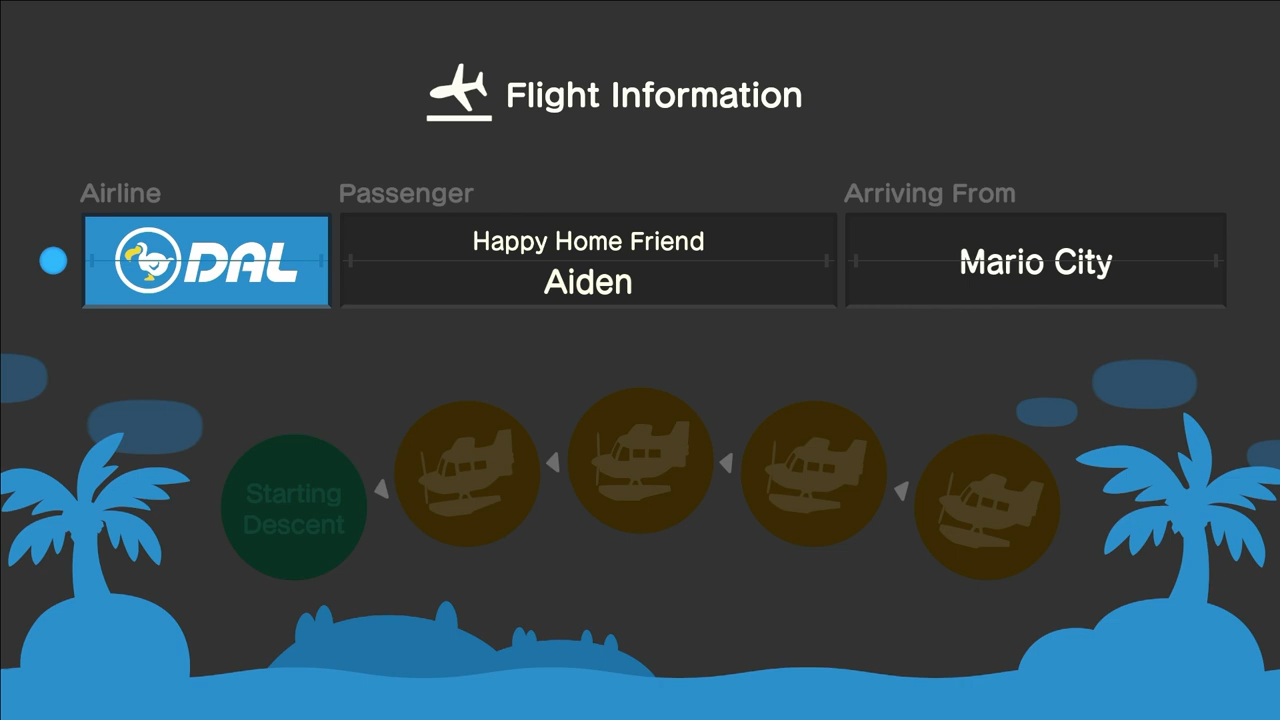 Flight Information
Airline
Passenger
Arriving From
DAL
Happy Home Friend
Aiden
Mario City
Starting
Descent